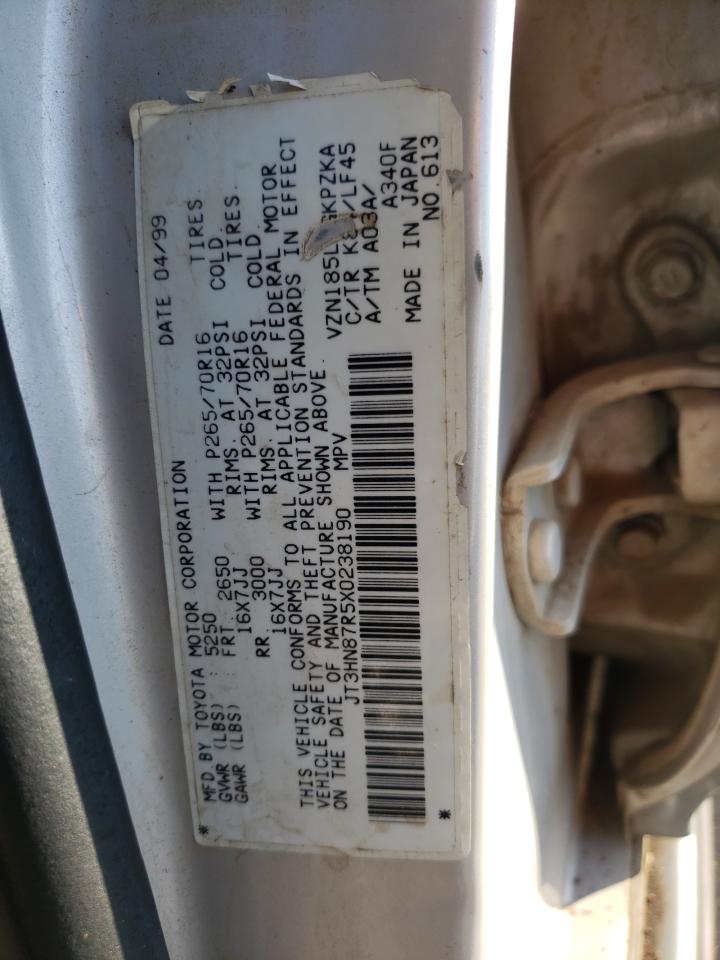 MFD. BY TOYOTA MOTOR CORPORATION DATE 04/99
GVWR (LBS) : 5250
GAWR (LBS) FRT. 2650 WITH P265/70R16 TIRES.
16X7JJ RIMS. AT 32PSI COLD.
RR. 3000 WITH P265/70R16 TIRES.
16X7JJ RIMS. AT 32PSI COLD.
THIS VEHICLE CONFORMS TO ALL APPLICABLE FEDERAL MOTOR
VEHICLE SAFETY AND THEFT PREVENTION STANDARDS IN EFFECT
ON THE DATE OF MANUFACTURE SHOWN ABOVE.
JT3HN87R5X0238190 MPV
* *
C/TR /LF45
A/TM A03A/
A340F
MADE IN JAPAN
NO. 613